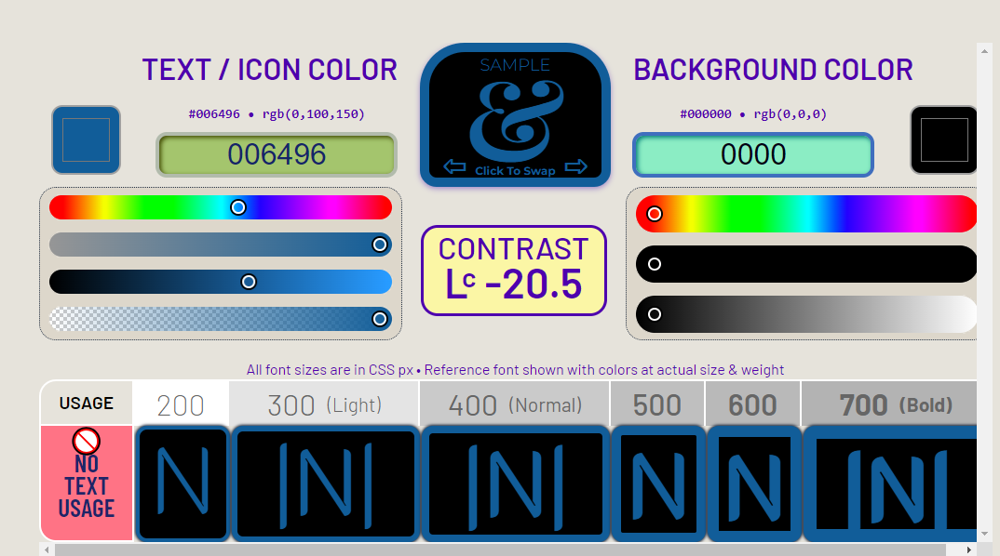 TEXT / ICON COLOR
#006496 • rgb(0,100,150)
006496
SAMPLE
&
Click To Swap
BACKGROUND COLOR
#000000 • rgb(0,0,0)
0000
CONTRAST
Lc -20.5
All font sizes are in CSS px • Reference font shown with colors at actual size & weight
USAGE 200 300 (Light) 400 (Normal) 500 600 700 (Bold)
NO
TEXT
USAGE
N |N| |N| N N |N|